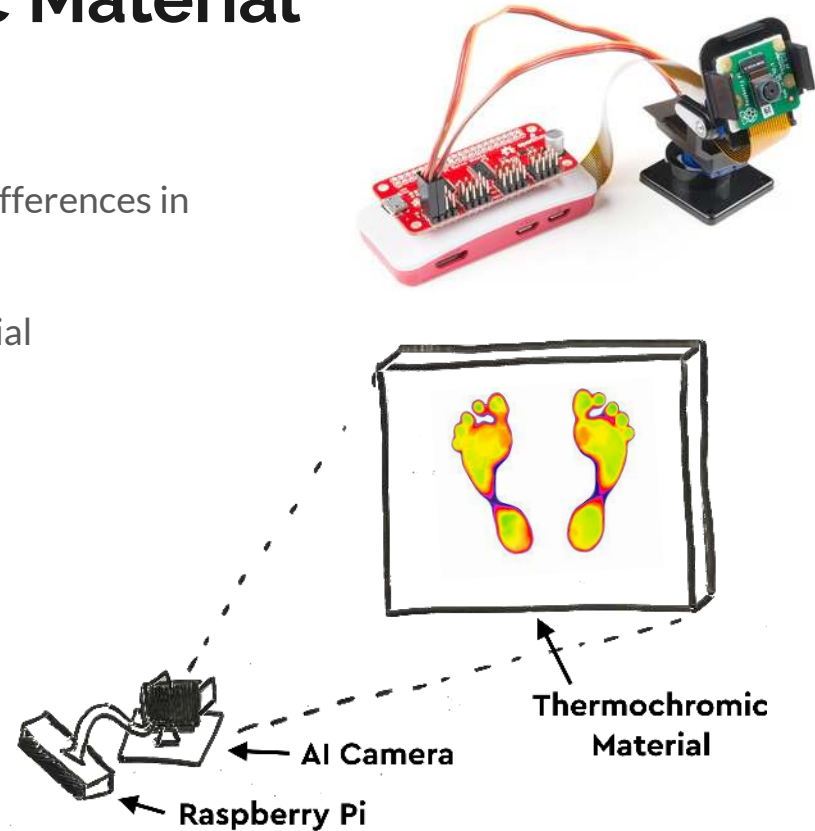 c Material
fferences in
ial
Thermochromic
Material
AI Camera
Raspberry Pi